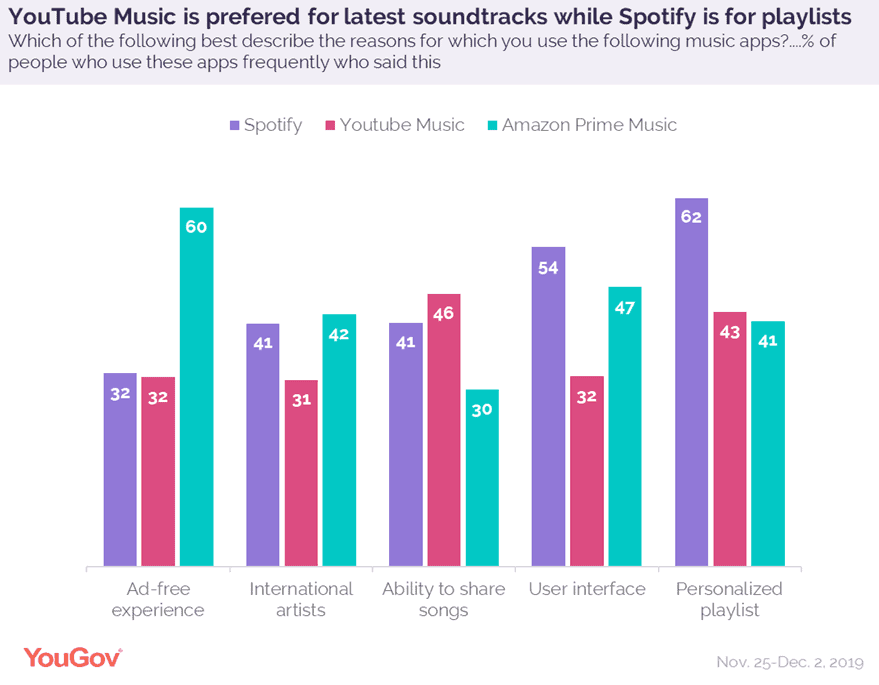 YouTube Music is prefered for latest soundtracks while Spotify is for playlists
Which of the following best describe the reasons for which you use the following music apps?....% of
people who use these apps frequently who said this
Spotify Youtube Music Amazon Prime Music
32 32 60
41 31 42
41 46 30
54 32 47
62 43 41
Ad-free
experience
International
artists
Ability to share
songs
User interface
Personalized
playlist
YouGov®
Nov. 25-Dec. 2, 2019